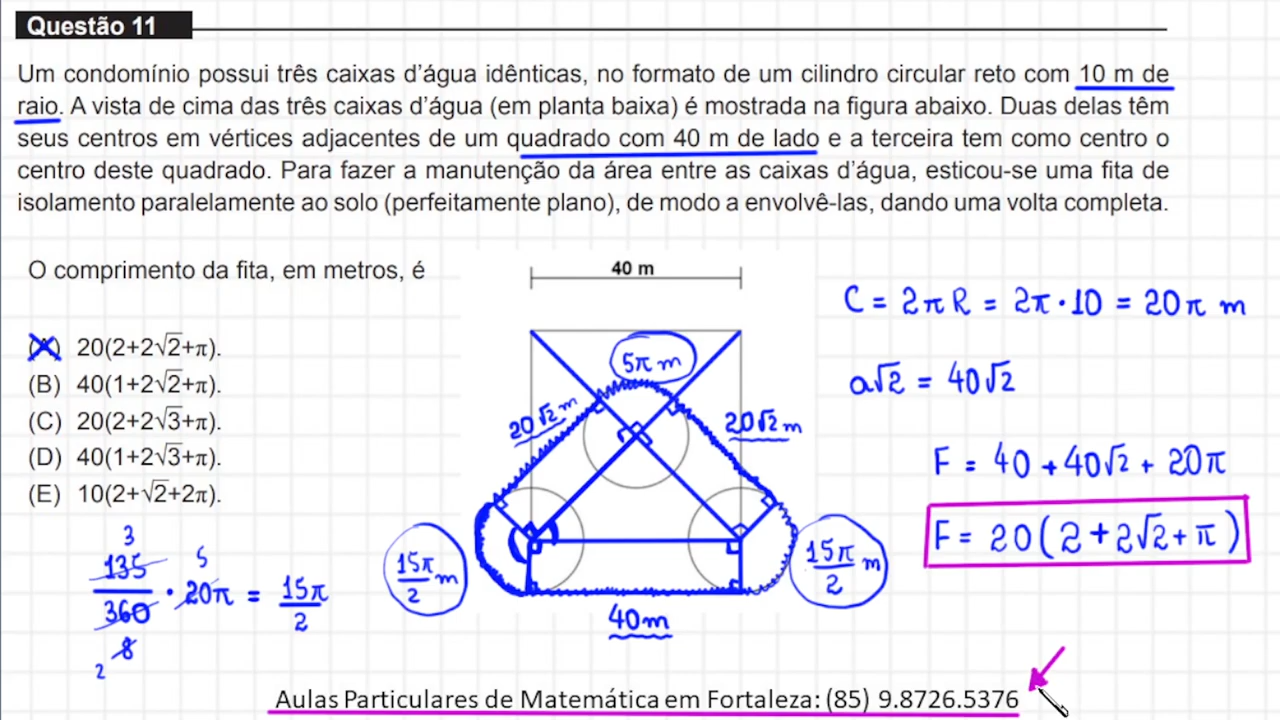 Questão 11
Um condomínio possui três caixas d'água idênticas, no formato de um cilindro circular reto com 10 m de
raio. A vista de cima das três caixas d'água (em planta baixa) é mostrada na figura abaixo. Duas delas têm
seus centros em vértices adjacentes de um quadrado com 40 m de lado e a terceira tem como centro o
centro deste quadrado. Para fazer a manutenção da área entre as caixas d'água, esticou-se uma fita de
isolamento paralelamente ao solo (perfeitamente plano), de modo a envolvê-las, dando uma volta completa.
O comprimento da fita, em metros, é
(A) 20(2+2√2+π).
(B) 40(1+2√2+π).
(C) 20(2+2√3+π).
(D) 40(1+2√3+π).
(E) 10(2+√2+2π).
40 m
5π m
20√2 m
20√2 m
15π/2 m
15π/2 m
40m
C = 2πR = 2π·10 = 20π m
a√2 = 40√2
F = 40 + 40√2 + 20π
F = 20(2 + 2√2 + π)
3 5
135/360 · 20π = 15π/2
8
2
Aulas Particulares de Matemática em Fortaleza: (85) 9.8726.5376